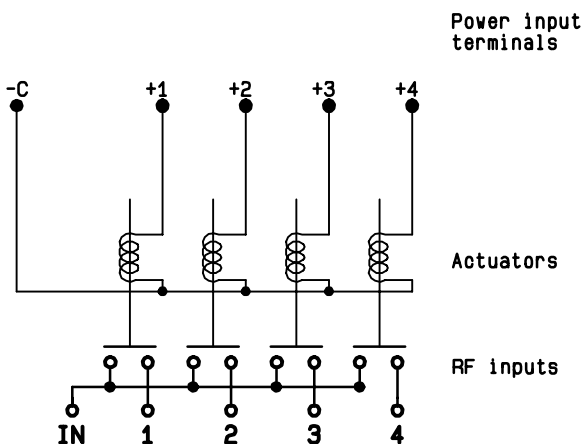 Power input
terminals
-C +1 +2 +3 +4
Actuators
RF inputs
IN 1 2 3 4